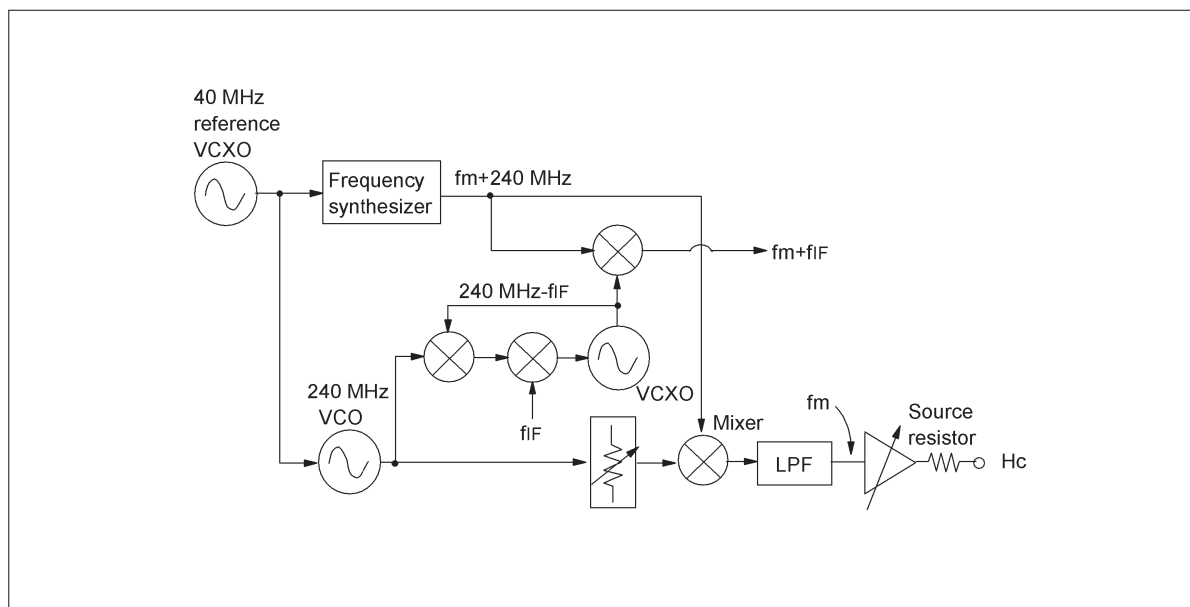 40 MHz
reference
VCXO
Frequency
synthesizer
fm+240 MHz
fm+fIF
240 MHz-fIF
VCXO
240 MHz
VCO
fIF
Mixer
LPF
fm
Source
resistor
Hc